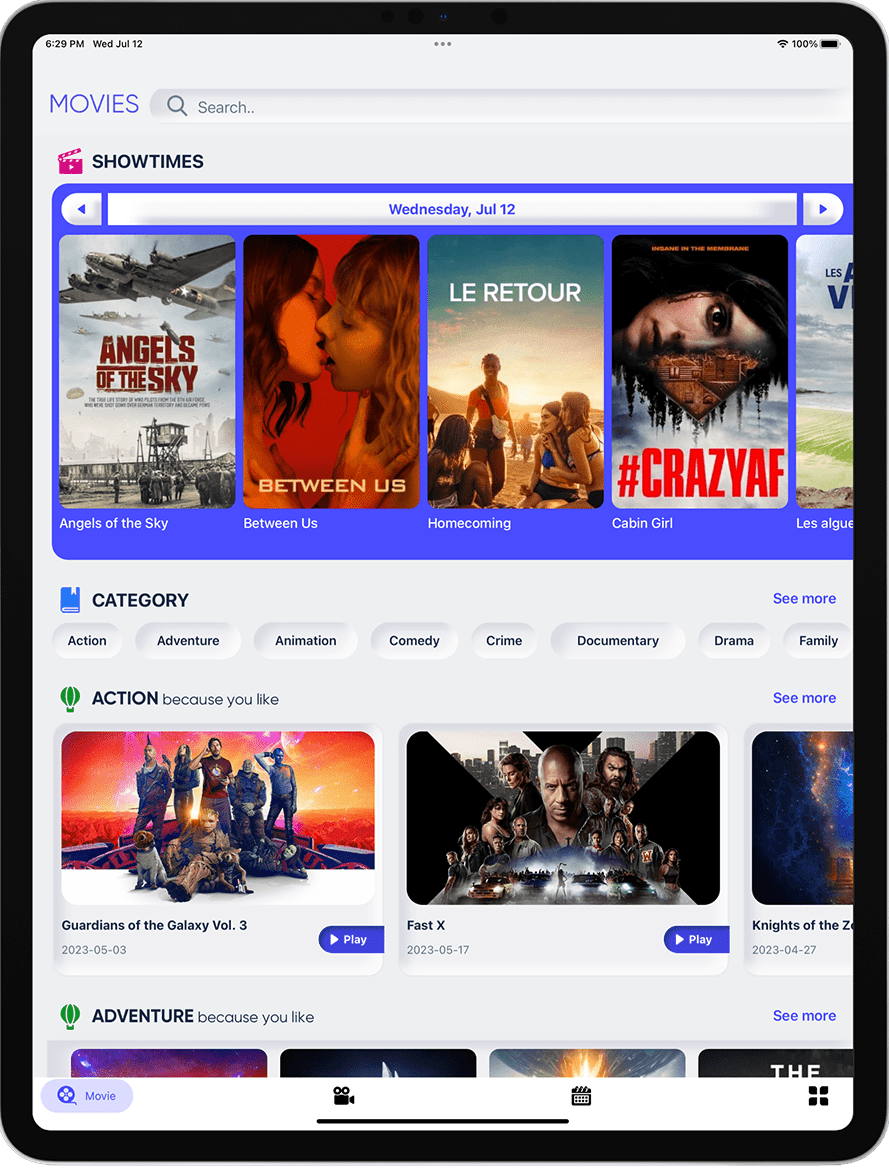 6:29 PM Wed Jul 12
100%
MOVIES
Search..
SHOWTIMES
Wednesday, Jul 12
ANGELS
OF THE SKY
THE TRUE LIFE STORY OF WWII PILOTS FROM THE 8TH AIR FORCE,
WHO WERE SHOT DOWN OVER GERMAN TERRITORY AND BECAME POWS
BETWEEN US
LE RETOUR
INSANE IN THE MEMBRANE
#CRAZYAF
LES A
V
Angels of the Sky
Between Us
Homecoming
Cabin Girl
Les algue
CATEGORY
See more
Action
Adventure
Animation
Comedy
Crime
Documentary
Drama
Family
ACTION because you like
See more
Guardians of the Galaxy Vol. 3
2023-05-03
Play
Fast X
2023-05-17
Play
Knights of the Zo
2023-04-27
ADVENTURE because you like
See more
THE
Movie